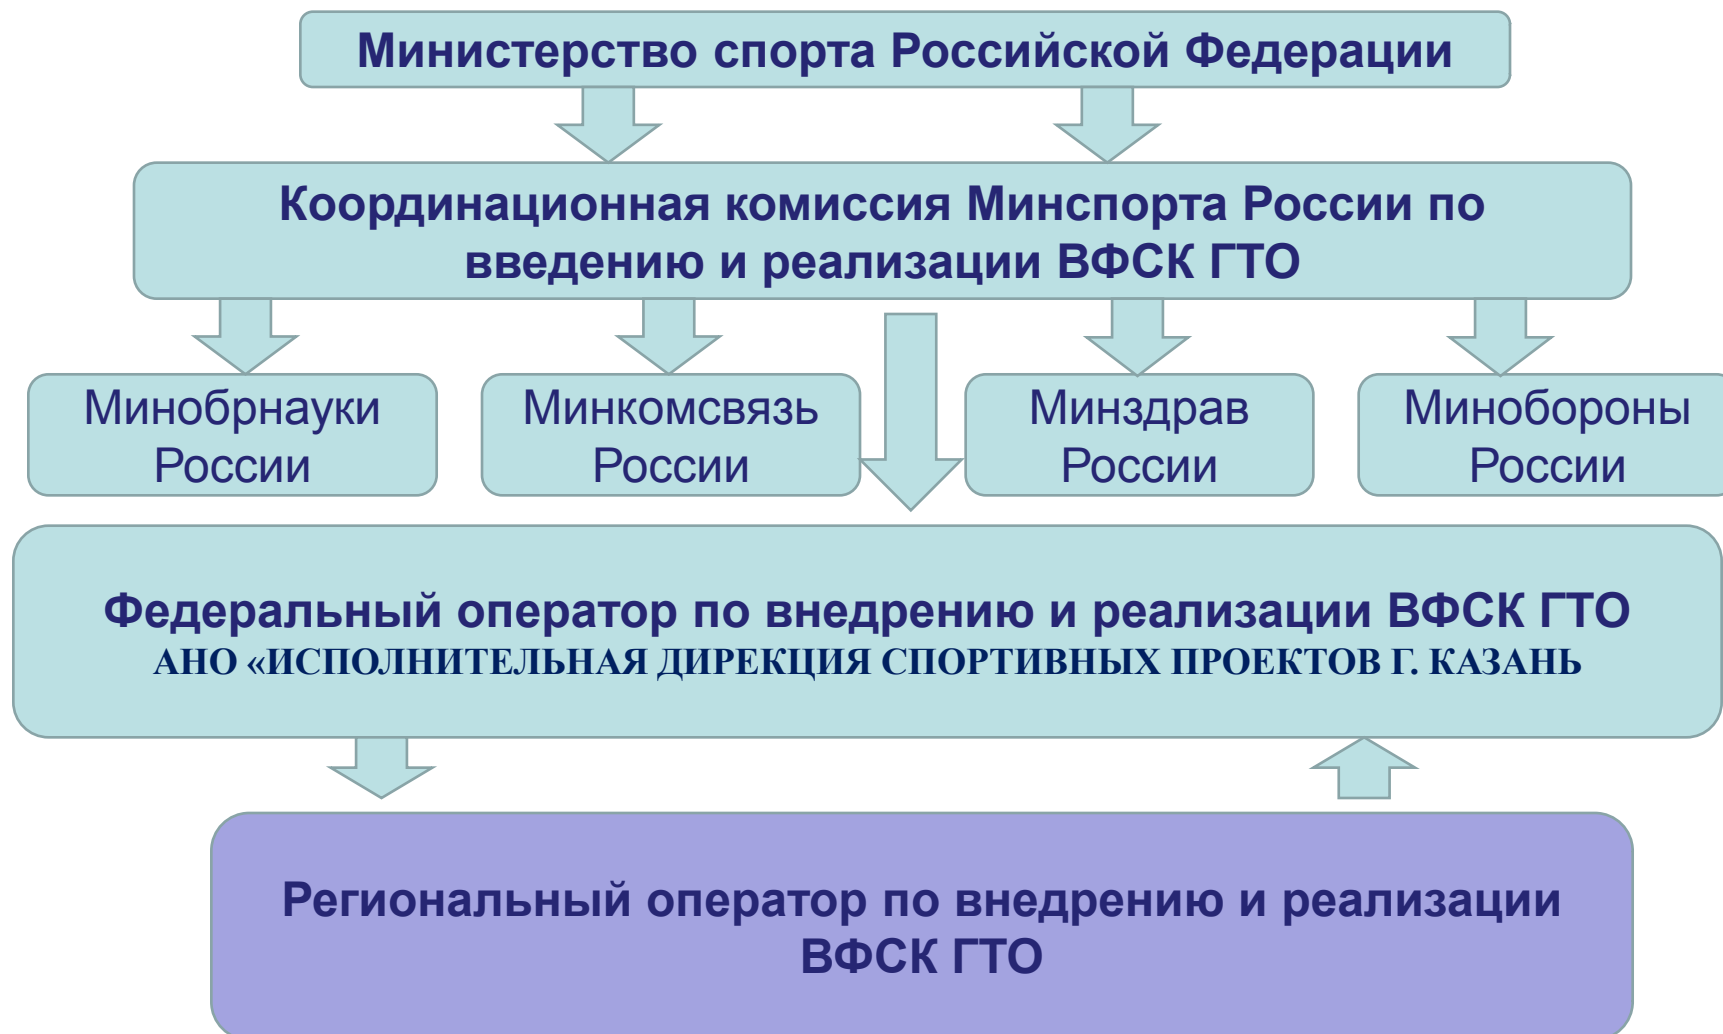 Министерство спорта Российской Федерации
Координационная комиссия Минспорта России по
введению и реализации ВФСК ГТО
Минобрнауки
России
Минкомсвязь
России
Минздрав
России
Минобороны
России
Федеральный оператор по внедрению и реализации ВФСК ГТО
АНО «ИСПОЛНИТЕЛЬНАЯ ДИРЕКЦИЯ СПОРТИВНЫХ ПРОЕКТОВ Г. КАЗАНЬ
Региональный оператор по внедрению и реализации
ВФСК ГТО